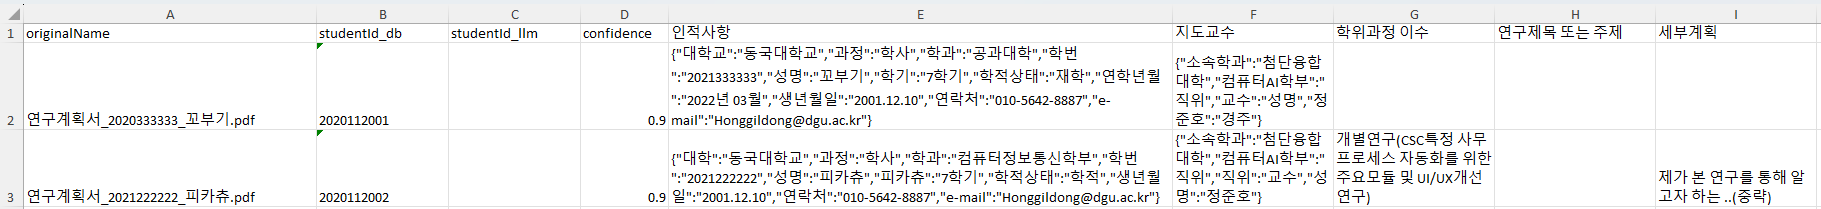 A B C D E F G H I
1 originalName studentId_db studentId_llm confidence 인적사항 지도교수 학위과정 이수 연구제목 또는 주제 세부계획
2 연구계획서_2020333333_꼬부기.pdf 2020112001 0.9
{"대학교":"동국대학교","과정":"학사","학과":"공과대학","학번
":"2021333333","성명":"꼬부기","학기":"7학기","학적상태":"재학","연학년월
":"2022년 03월","생년월일":"2001.12.10","연락처":"010-5642-8887","e-
mail":"Honggildong@dgu.ac.kr"}
{"소속학과":"첨단융합
대학","컴퓨터AI학부":"
직위","교수":"성명","정
준호":"경주"}
3 연구계획서_2021222222_피카츄.pdf 2020112002 0.9
{"대학":"동국대학교","과정":"학사","학과":"컴퓨터정보통신학부","학번
":"2021222222","성명":"피카츄","피카츄":"7학기","학적상태":"학적","생년월
일":"2001.12.10","연락처":"010-5642-8887","e-mail":"Honggildong@dgu.ac.kr"}
{"소속학과":"첨단융합
대학","컴퓨터AI학부":"
직위","직위":"교수","성
명":"정준호"}
개별연구(CSC특정 사무
프로세스 자동화를 위한
주요모듈 및 UI/UX개선
연구)
제가 본 연구를 통해 알
고자 하는 ..(중략)